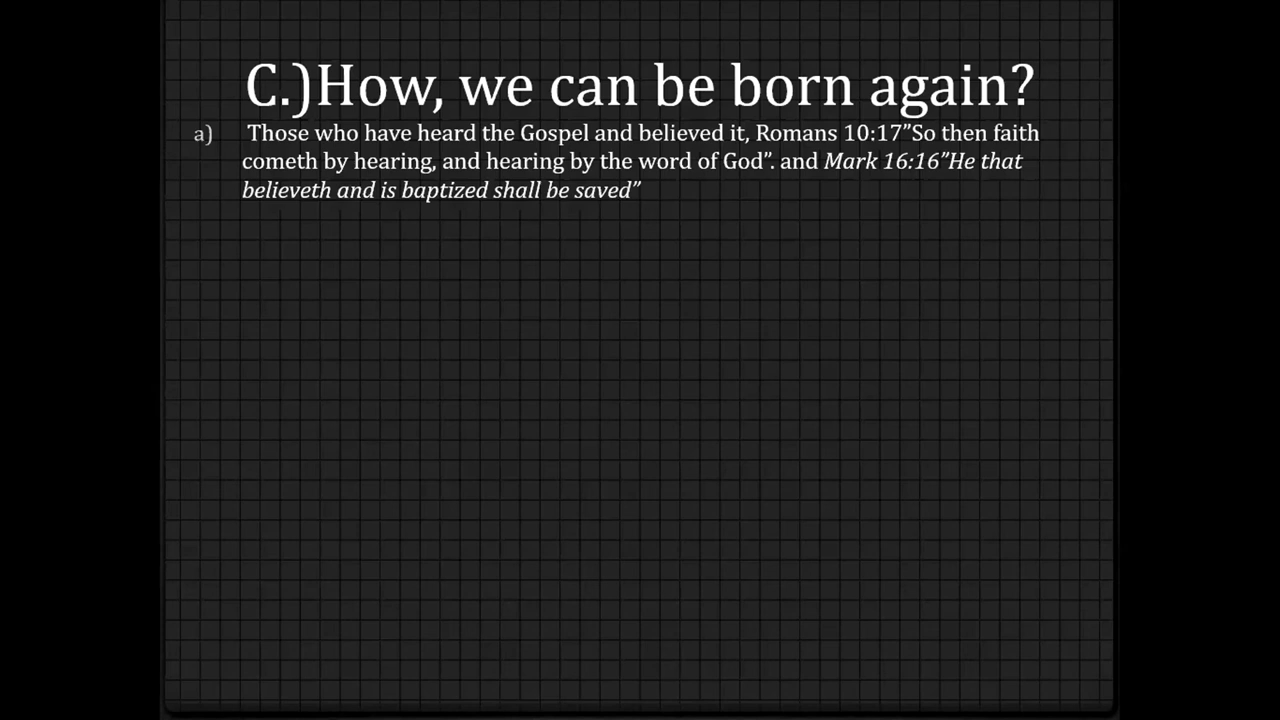 C.)How, we can be born again?
a) Those who have heard the Gospel and believed it, Romans 10:17”So then faith
cometh by hearing, and hearing by the word of God”. and Mark 16:16”He that
believeth and is baptized shall be saved”